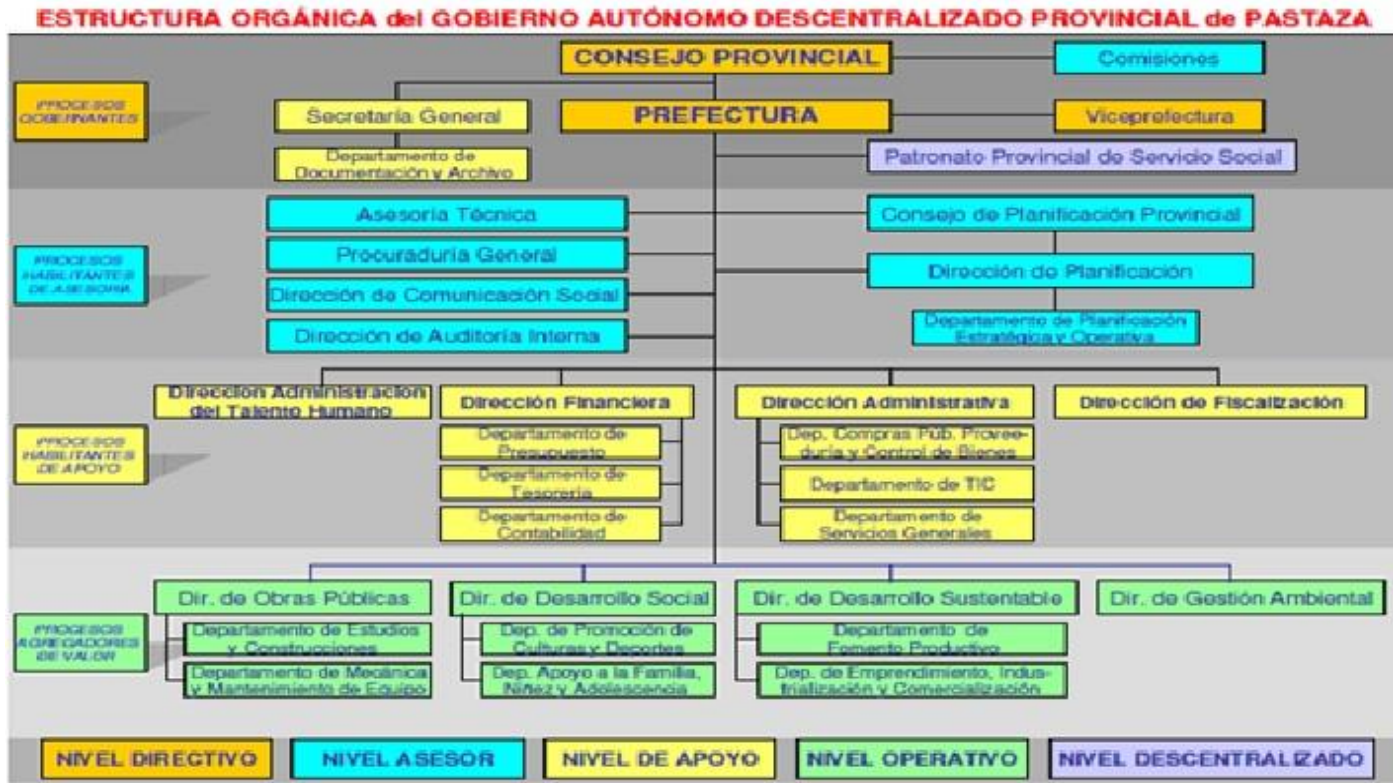 ESTRUCTURA ORGÁNICA del GOBIERNO AUTÓNOMO DESCENTRALIZADO PROVINCIAL de PASTAZA
CONSEJO PROVINCIAL
Comisiones
PROCESOS
GOBERNANTES
Secretaría General
PREFECTURA
Viceprefectura
Departamento de
Documentación y Archivo
Patronato Provincial de Servicio Social
PROCESOS
HABILITANTES
DE ASESORIA
Asesoría Técnica
Consejo de Planificación Provincial
Procuraduría General
Dirección de Planificación
Dirección de Comunicación Social
Dirección de Auditoría Interna
Departamento de Planificación
Estratégica y Operativa
PROCESOS
HABILITANTES
DE APOYO
Dirección Administración
del Talento Humano
Dirección Financiera
Dirección Administrativa
Dirección de Fiscalización
Departamento de
Presupuesto
Dep. Compras Púb. Provee-
duría y Control de Bienes
Departamento de
Tesorería
Departamento de TIC
Departamento de
Contabilidad
Departamento de
Servicios Generales
PROCESOS
AGREGADORES
DE VALOR
Dir. de Obras Públicas
Dir. de Desarrollo Social
Dir. de Desarrollo Sustentable
Dir. de Gestión Ambiental
Departamento de Estudios
y Construcciones
Dep. de Promoción de
Culturas y Deportes
Departamento de
Fomento Productivo
Departamento de Mecánica
y Mantenimiento de Equipo
Dep. Apoyo a la Familia,
Niñez y Adolescencia
Dep. de Emprendimiento, Indus-
trialización y Comercialización
NIVEL DIRECTIVO
NIVEL ASESOR
NIVEL DE APOYO
NIVEL OPERATIVO
NIVEL DESCENTRALIZADO